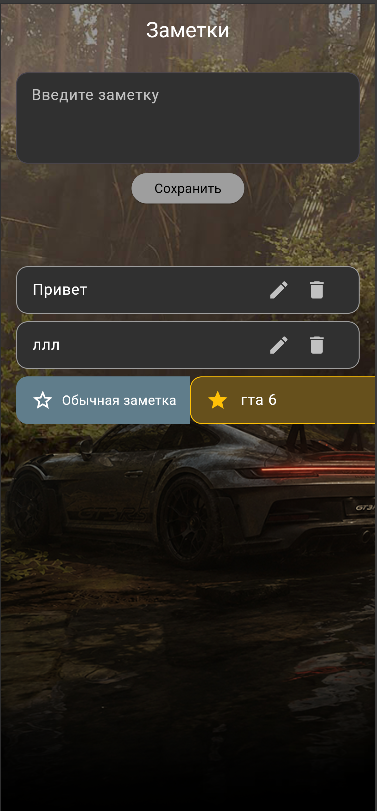 Заметки
Введите заметку
Сохранить
Привет
ллл
Обычная заметка
гта 6